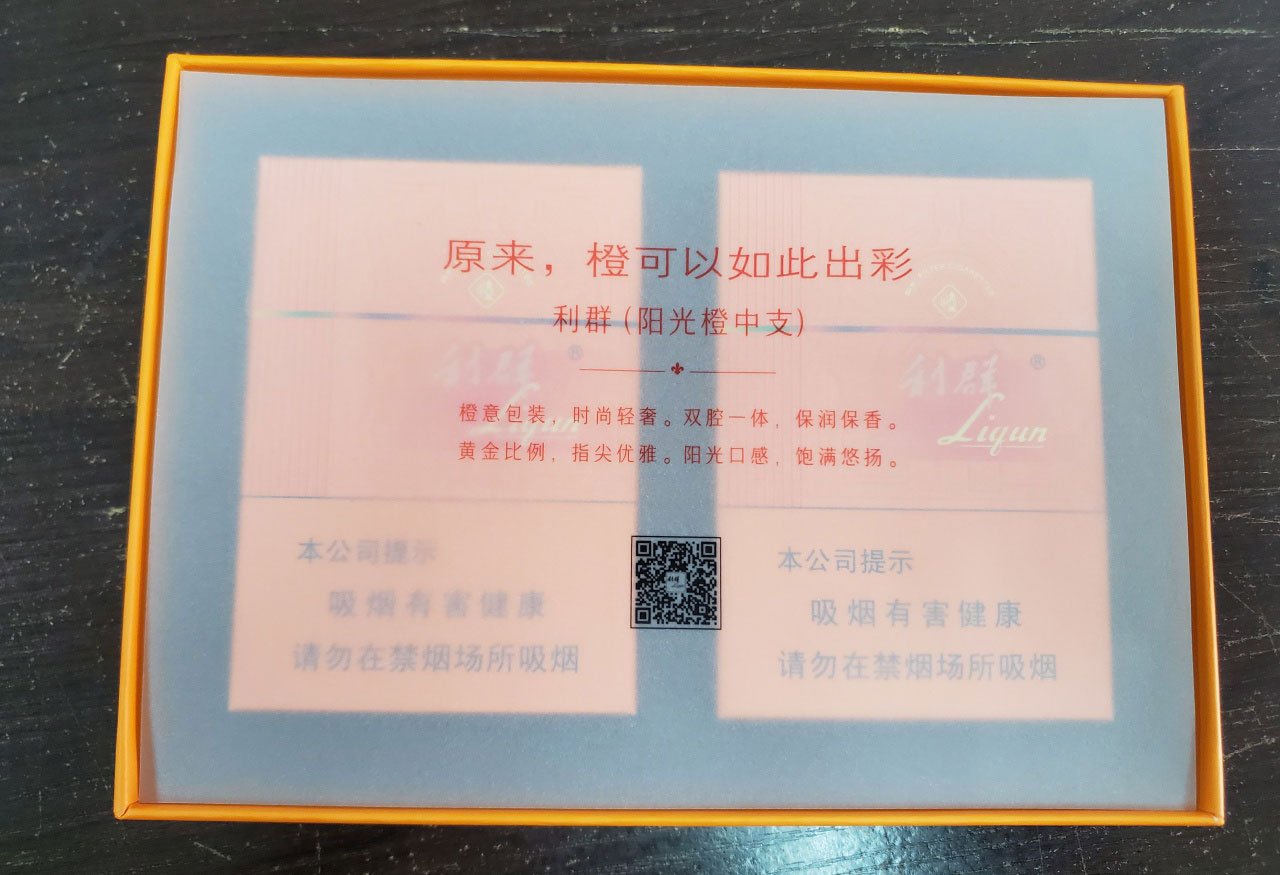 原来，橙可以如此出彩
利群（阳光橙中支）
橙意包装，时尚轻奢。双腔一体，保润保香。
黄金比例，指尖优雅。阳光口感，饱满悠扬。
利群®
Liqun
本公司提示
吸烟有害健康
请勿在禁烟场所吸烟
利群®
Liqun
本公司提示
吸烟有害健康
请勿在禁烟场所吸烟